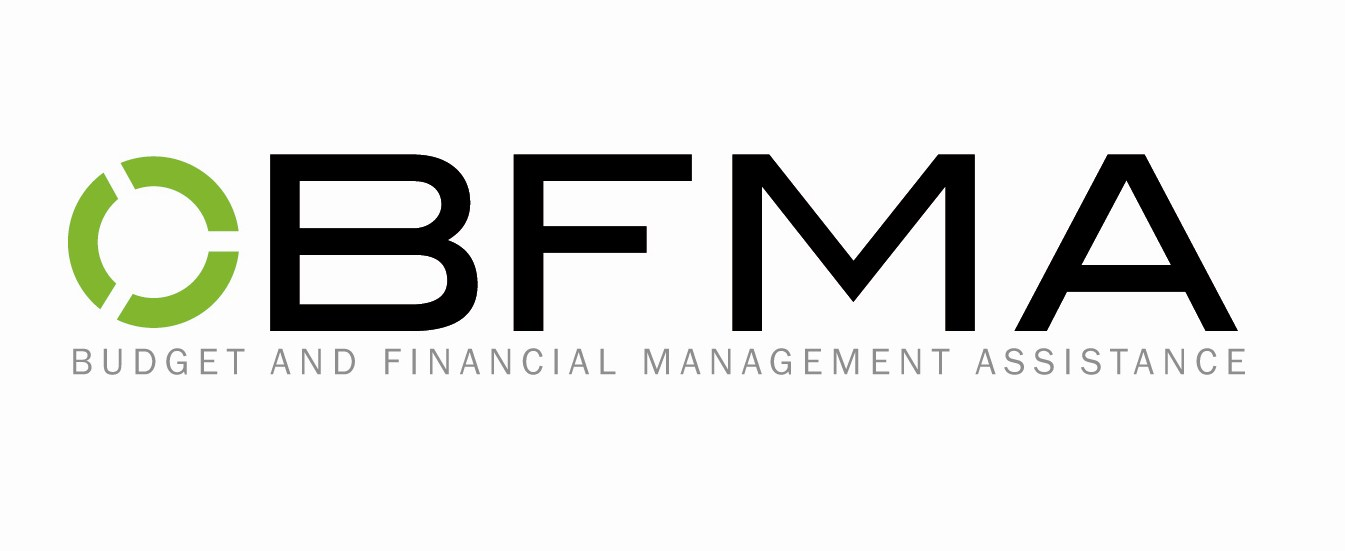 BFMA
BUDGET AND FINANCIAL MANAGEMENT ASSISTANCE